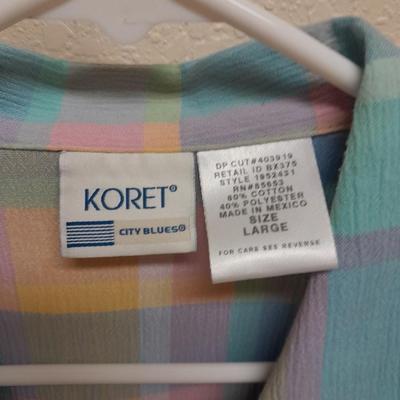 KORET®
CITY BLUES®
DP CUT#403919
RETAIL ID BX375
STYLE 1952431
RN#85653
60% COTTON
40% POLYESTER
MADE IN MEXICO
SIZE
LARGE
FOR CARE SEE REVERSE